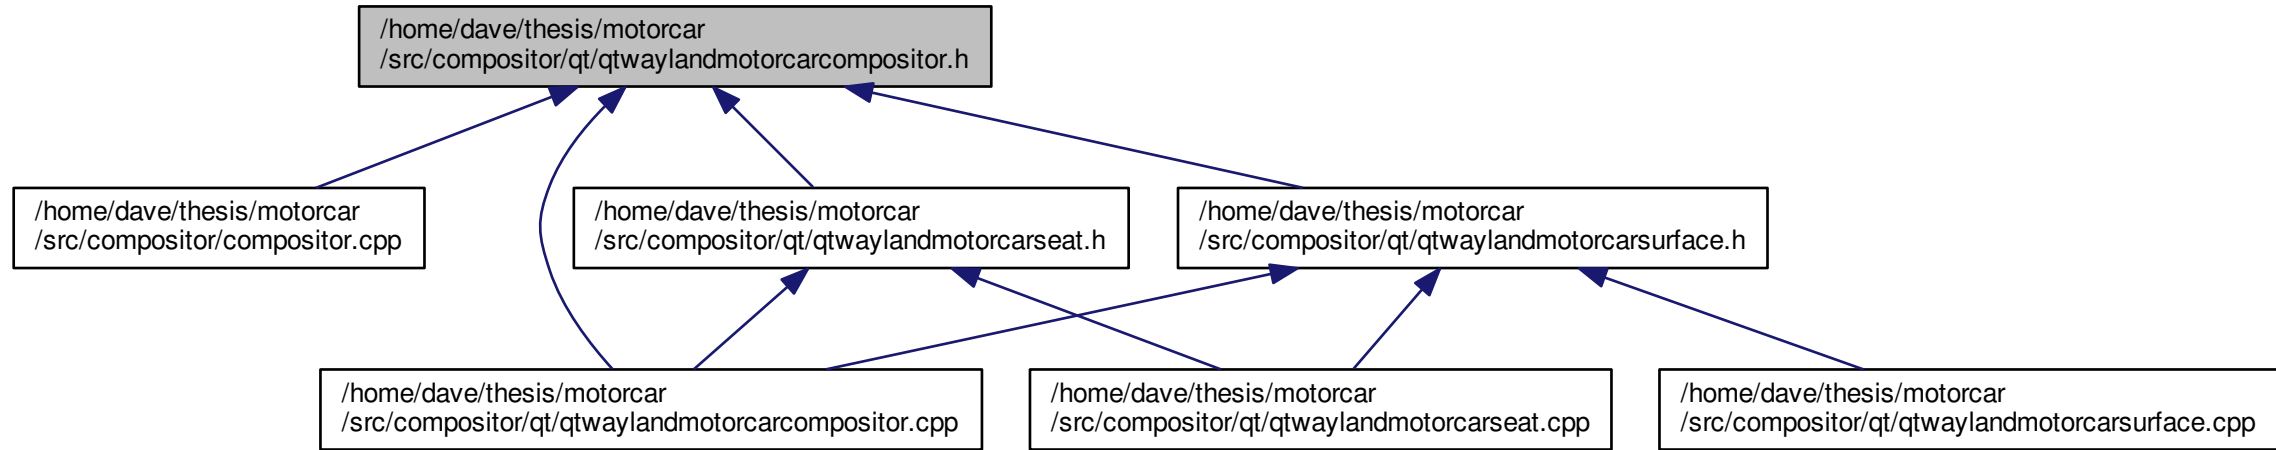 /home/dave/thesis/motorcar
/src/compositor/qt/qtwaylandmotorcarcompositor.h
/home/dave/thesis/motorcar
/src/compositor/compositor.cpp
/home/dave/thesis/motorcar
/src/compositor/qt/qtwaylandmotorcarseat.h
/home/dave/thesis/motorcar
/src/compositor/qt/qtwaylandmotorcarsurface.h
/home/dave/thesis/motorcar
/src/compositor/qt/qtwaylandmotorcarcompositor.cpp
/home/dave/thesis/motorcar
/src/compositor/qt/qtwaylandmotorcarseat.cpp
/home/dave/thesis/motorcar
/src/compositor/qt/qtwaylandmotorcarsurface.cpp